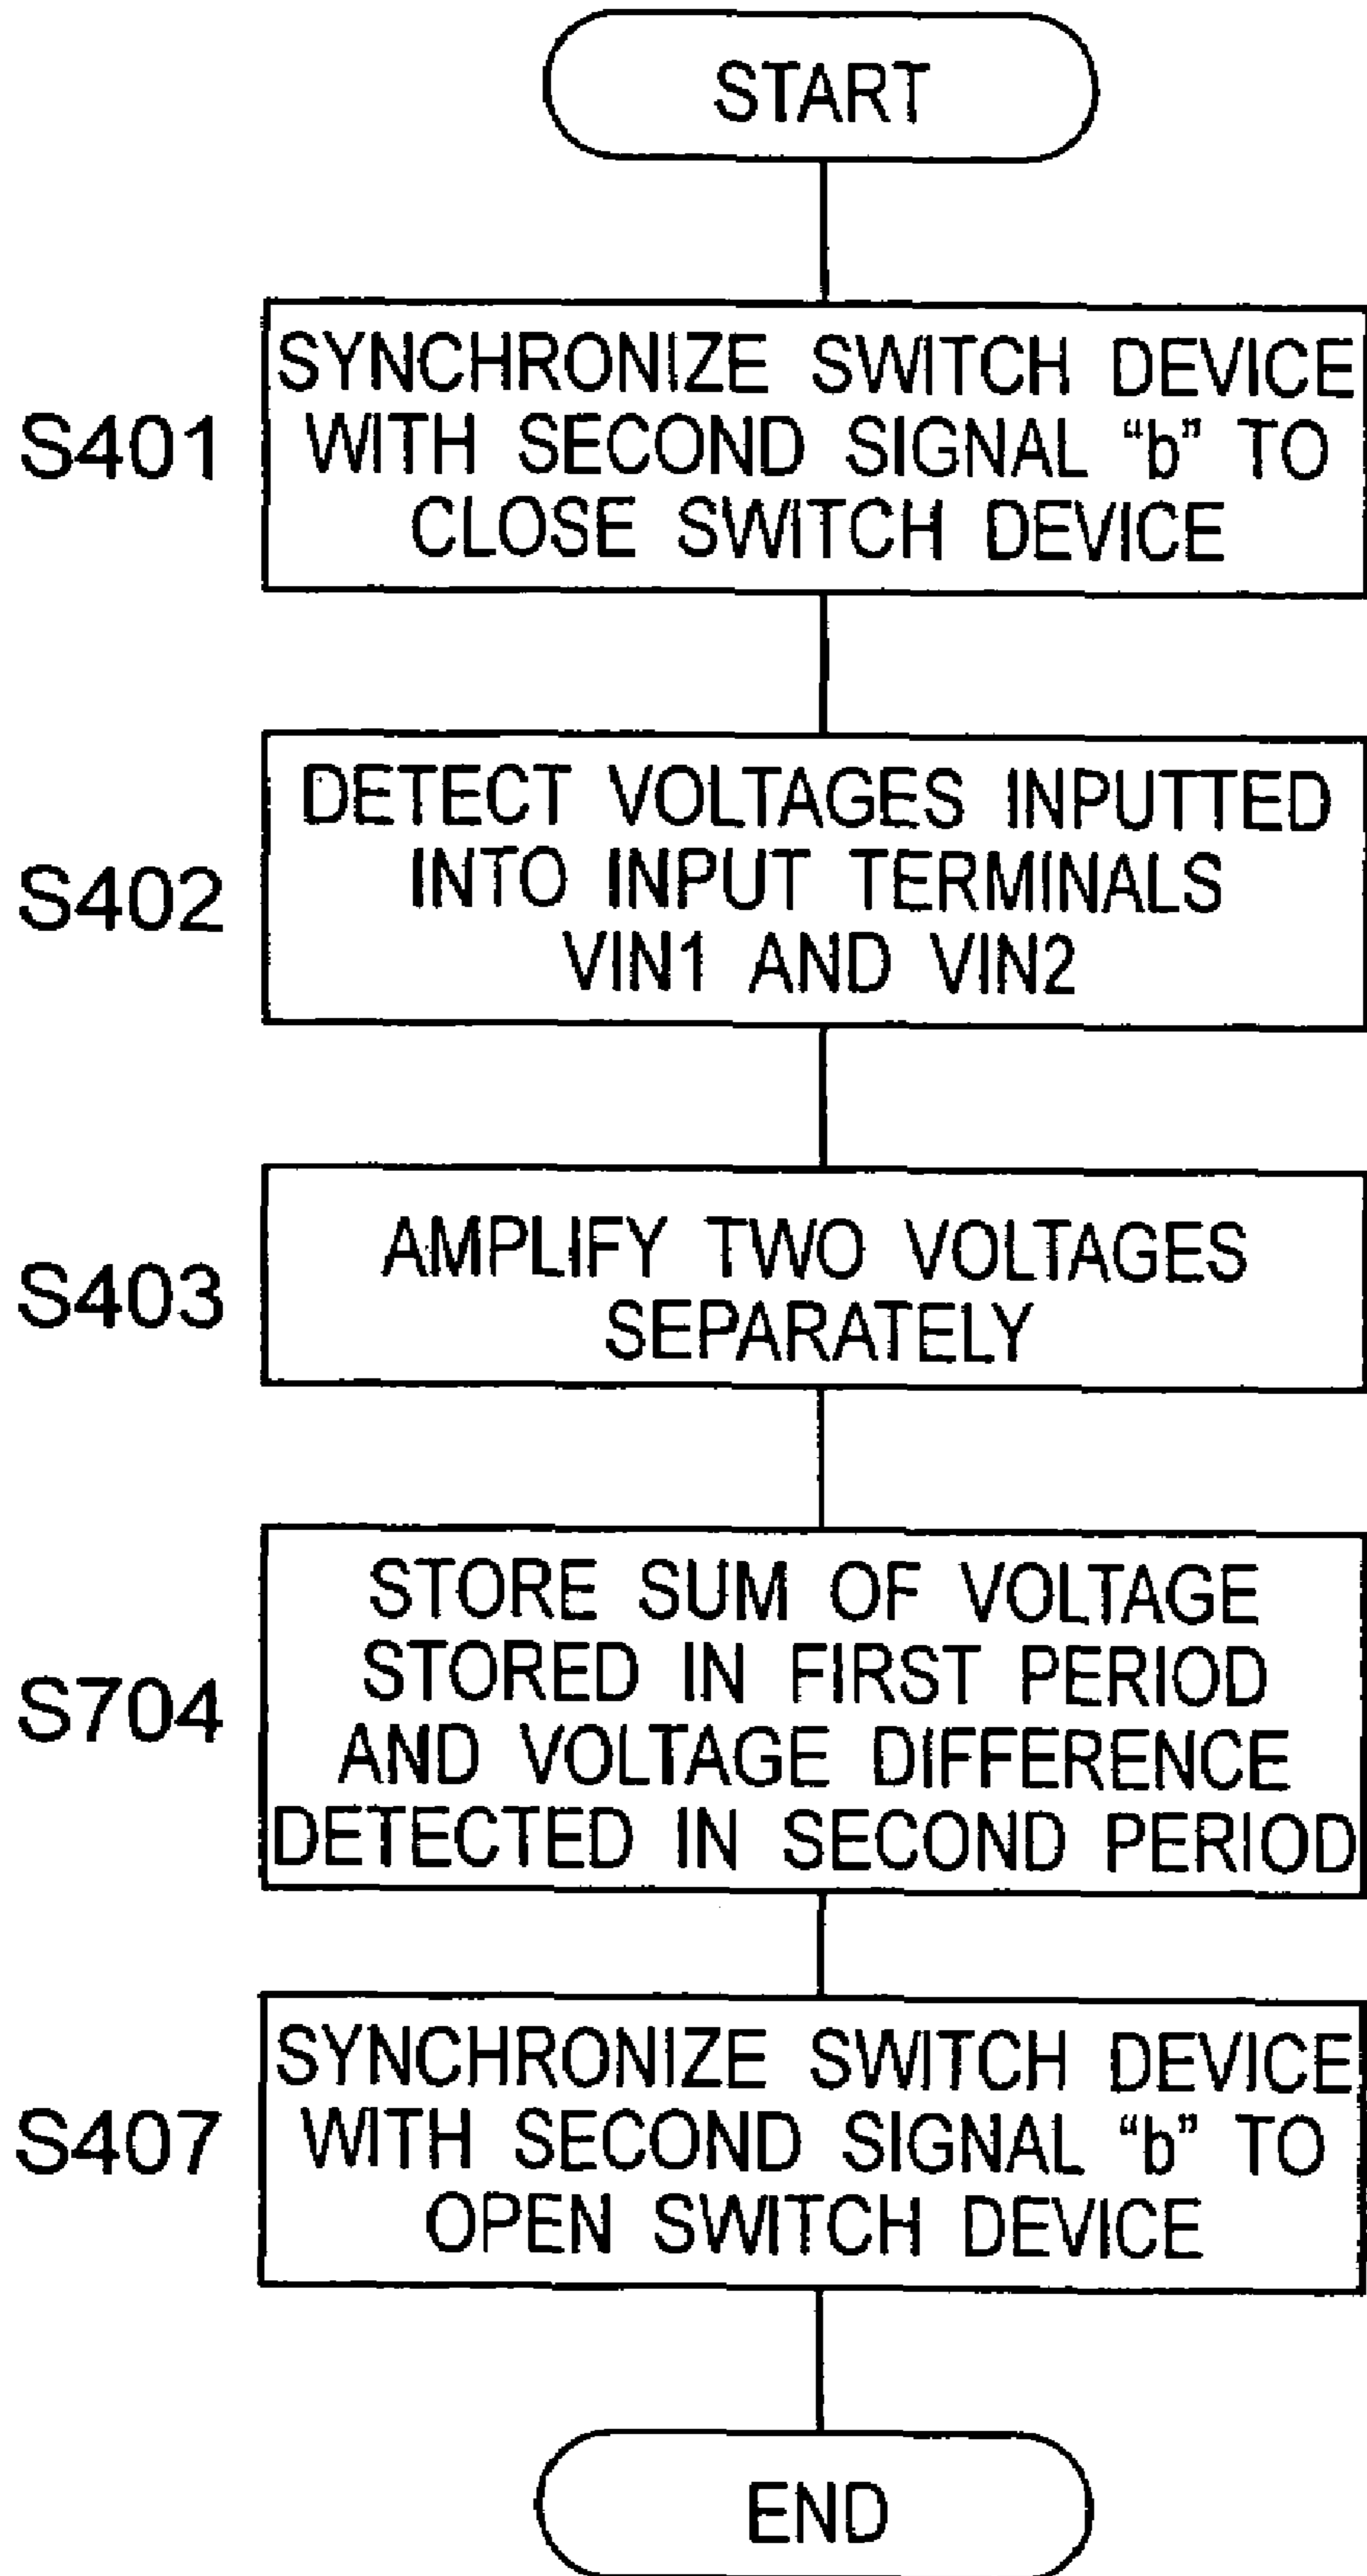 START
S401
SYNCHRONIZE SWITCH DEVICE
WITH SECOND SIGNAL “b” TO
CLOSE SWITCH DEVICE
S402
DETECT VOLTAGES INPUTTED
INTO INPUT TERMINALS
VIN1 AND VIN2
S403
AMPLIFY TWO VOLTAGES
SEPARATELY
S704
STORE SUM OF VOLTAGE
STORED IN FIRST PERIOD
AND VOLTAGE DIFFERENCE
DETECTED IN SECOND PERIOD
S407
SYNCHRONIZE SWITCH DEVICE
WITH SECOND SIGNAL “b” TO
OPEN SWITCH DEVICE
END